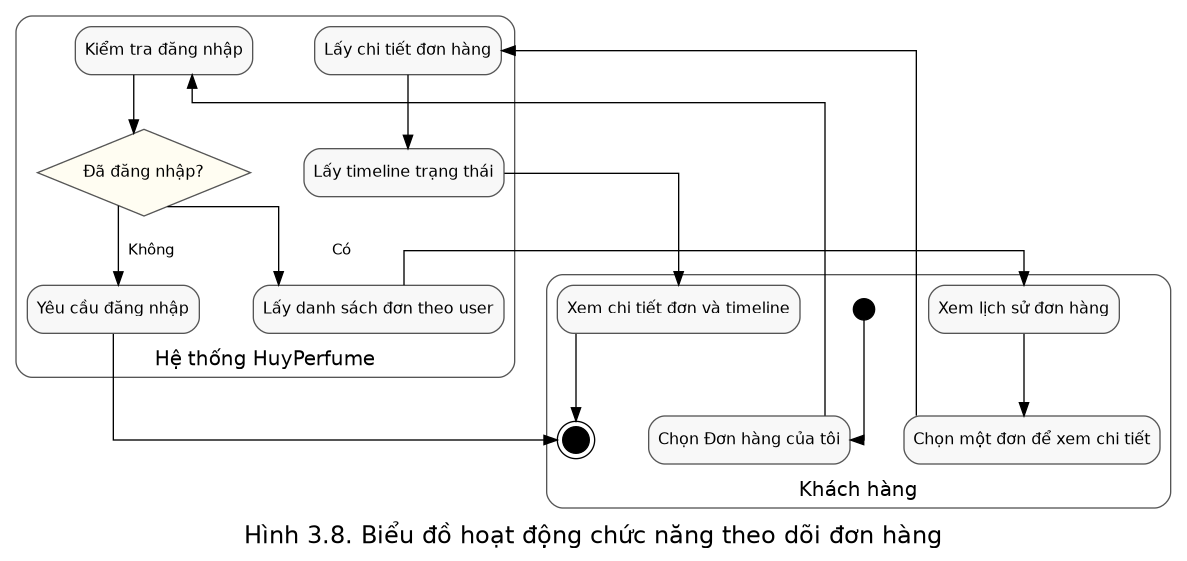 Kiểm tra đăng nhập
Lấy chi tiết đơn hàng
Đã đăng nhập?
Lấy timeline trạng thái
Không
Có
Yêu cầu đăng nhập
Lấy danh sách đơn theo user
Xem chi tiết đơn và timeline
Xem lịch sử đơn hàng
Hệ thống HuyPerfume
Chọn Đơn hàng của tôi
Chọn một đơn để xem chi tiết
Khách hàng
Hình 3.8. Biểu đồ hoạt động chức năng theo dõi đơn hàng